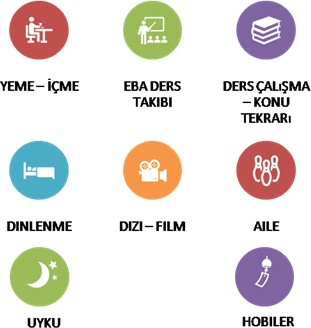 YEME – İÇME
EBA DERS
TAKIBI
DERS ÇALIŞMA
– KONU
TEKRARı
DINLENME
DIZI – FILM
AILE
UYKU
HOBILER